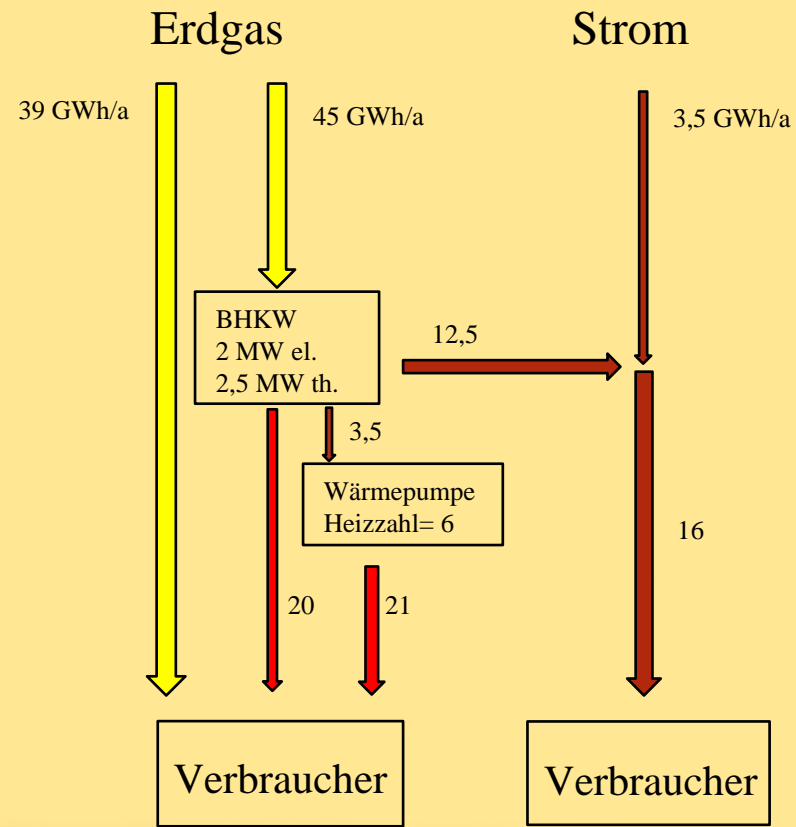 Erdgas
Strom
39 GWh/a
45 GWh/a
3,5 GWh/a
BHKW
2 MW el.
2,5 MW th.
12,5
3,5
Wärmepumpe
Heizzahl= 6
16
20
21
Verbraucher
Verbraucher